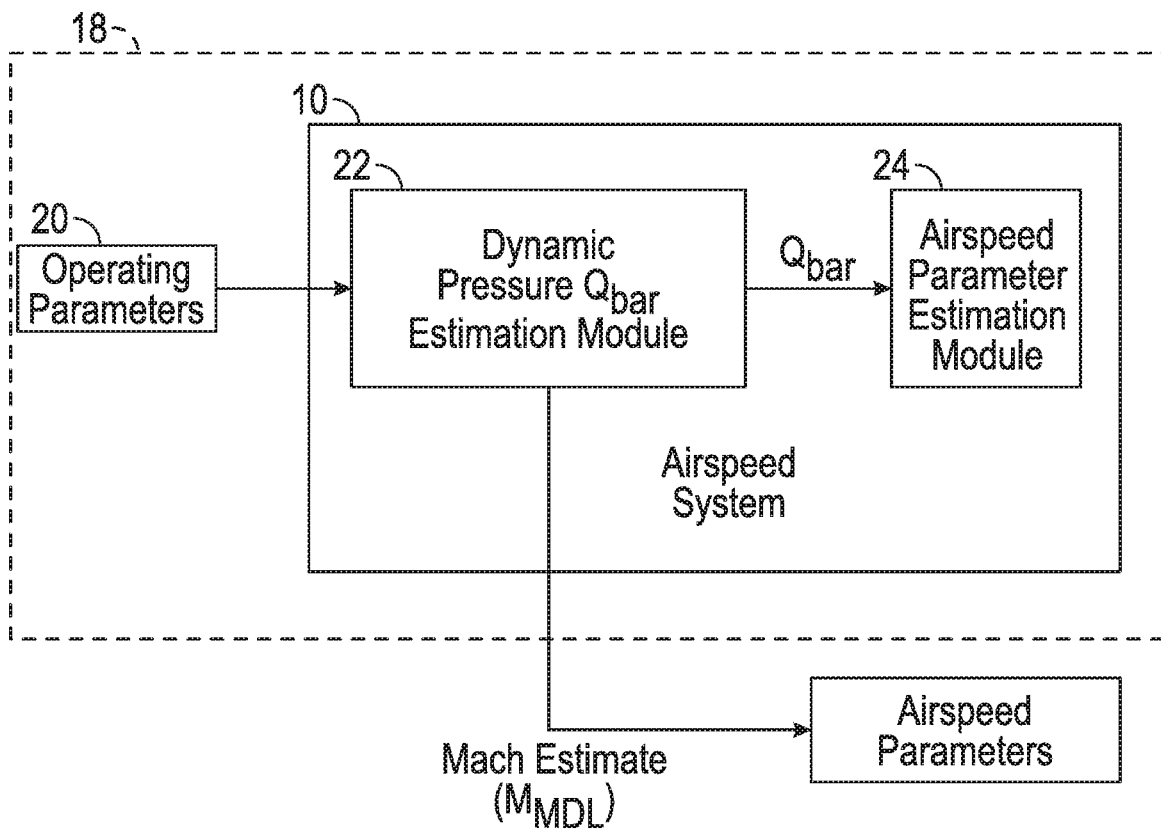 18
10
22
24
20
Operating
Parameters
Dynamic
Pressure Qbar
Estimation Module
Qbar
Airspeed
Parameter
Estimation
Module
Airspeed
System
Airspeed
Parameters
Mach Estimate
(MMDL)